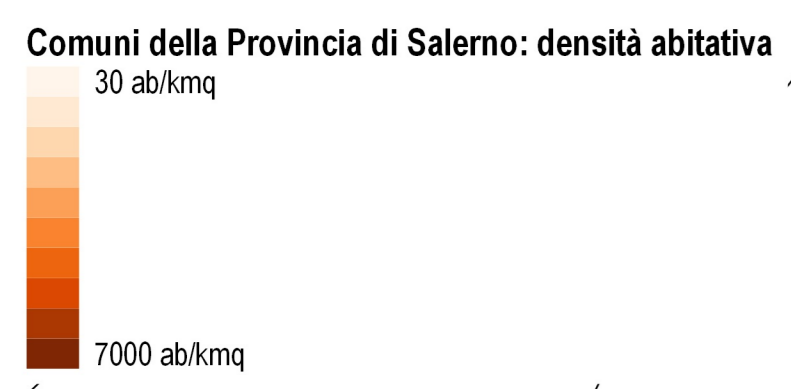 Comuni della Provincia di Salerno: densità abitativa
30 ab/kmq
7000 ab/kmq